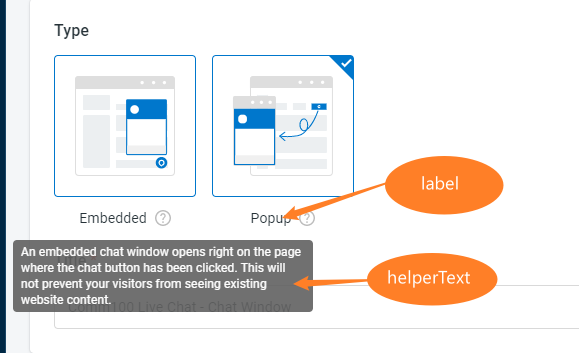 Type
Embedded ?
Popup ?
label
An embedded chat window opens right on the page
where the chat button has been clicked. This will
not prevent your visitors from seeing existing
website content.
helperText
Title *
Comm100 Live Chat - Chat Window